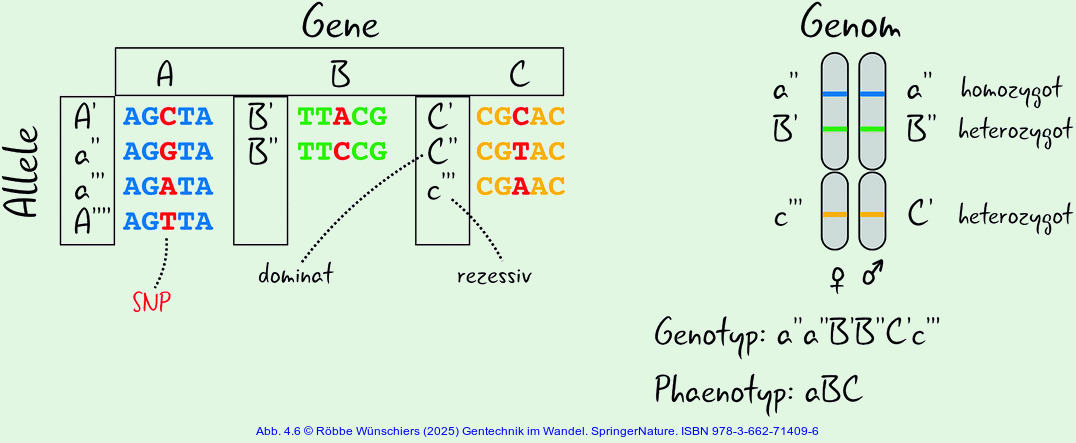 Gene
A B C
Allele
A' AGCTA B' TTACG C' CGCAC
a'' AGGTA B'' TTCCG C'' CGTAC
a''' AGATA c''' CGAAC
A'''' AGTTA
SNP
dominat
rezessiv
Genom
a'' a'' homozygot
B' B'' heterozygot
c''' C' heterozygot
♀ ♂
Genotyp: a''a''B'B''C'c'''
Phaenotyp: aBC
Abb. 4.6 © Röbbe Wünschiers (2025) Gentechnik im Wandel. SpringerNature. ISBN 978-3-662-71409-6